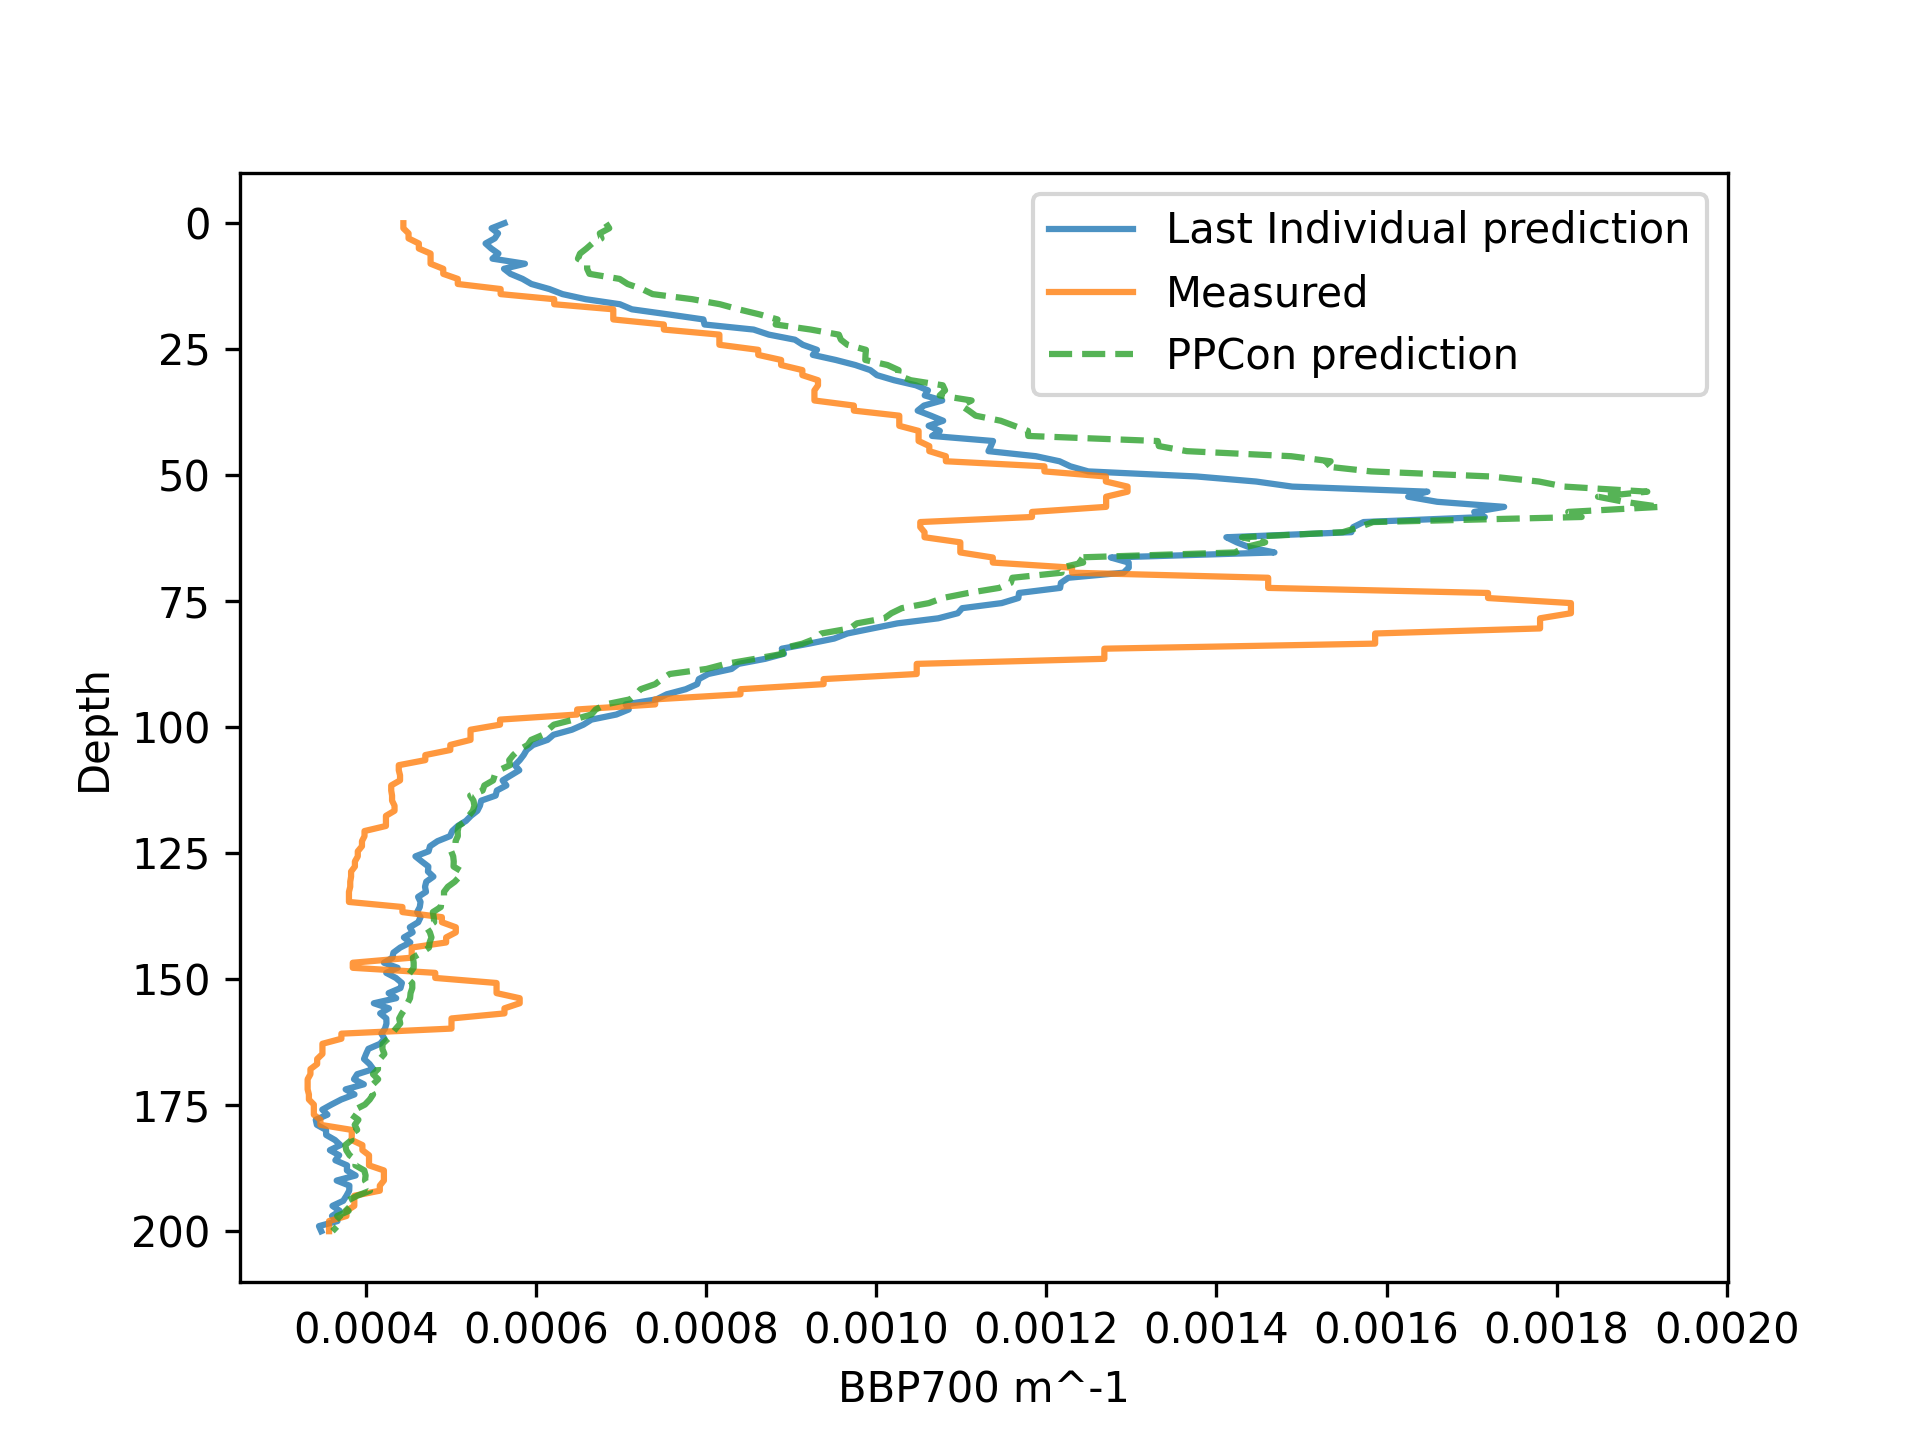 Last Individual prediction
Measured
PPCon prediction
0
25
50
75
100
125
150
175
200
Depth
0.0004 0.0006 0.0008 0.0010 0.0012 0.0014 0.0016 0.0018 0.0020
BBP700 m^-1